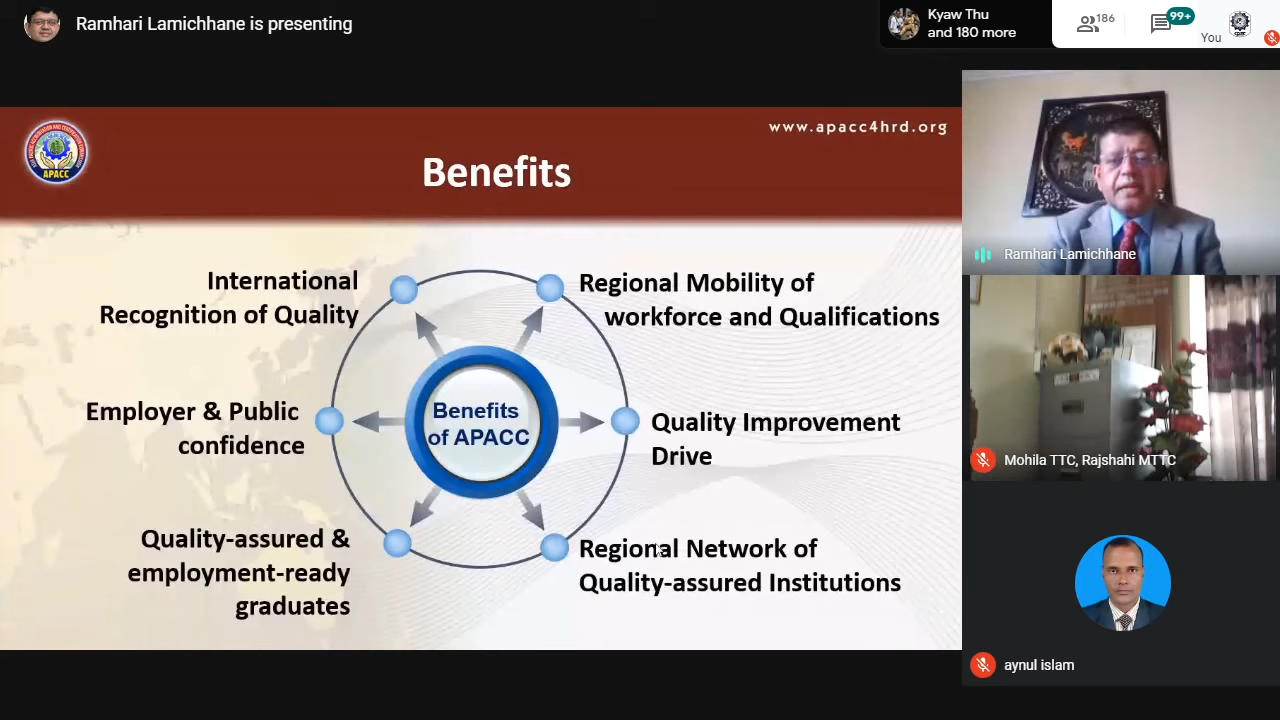 Ramhari Lamichhane is presenting
Kyaw Thu
and 180 more
186
99+
You
www.apacc4hrd.org
APACC
Benefits
International
Recognition of Quality
Regional Mobility of
workforce and Qualifications
Employer & Public
confidence
Benefits
of APACC
Quality Improvement
Drive
Quality-assured &
employment-ready
graduates
Regional Network of
Quality-assured Institutions
Ramhari Lamichhane
Mohila TTC, Rajshahi MTTC
aynul islam